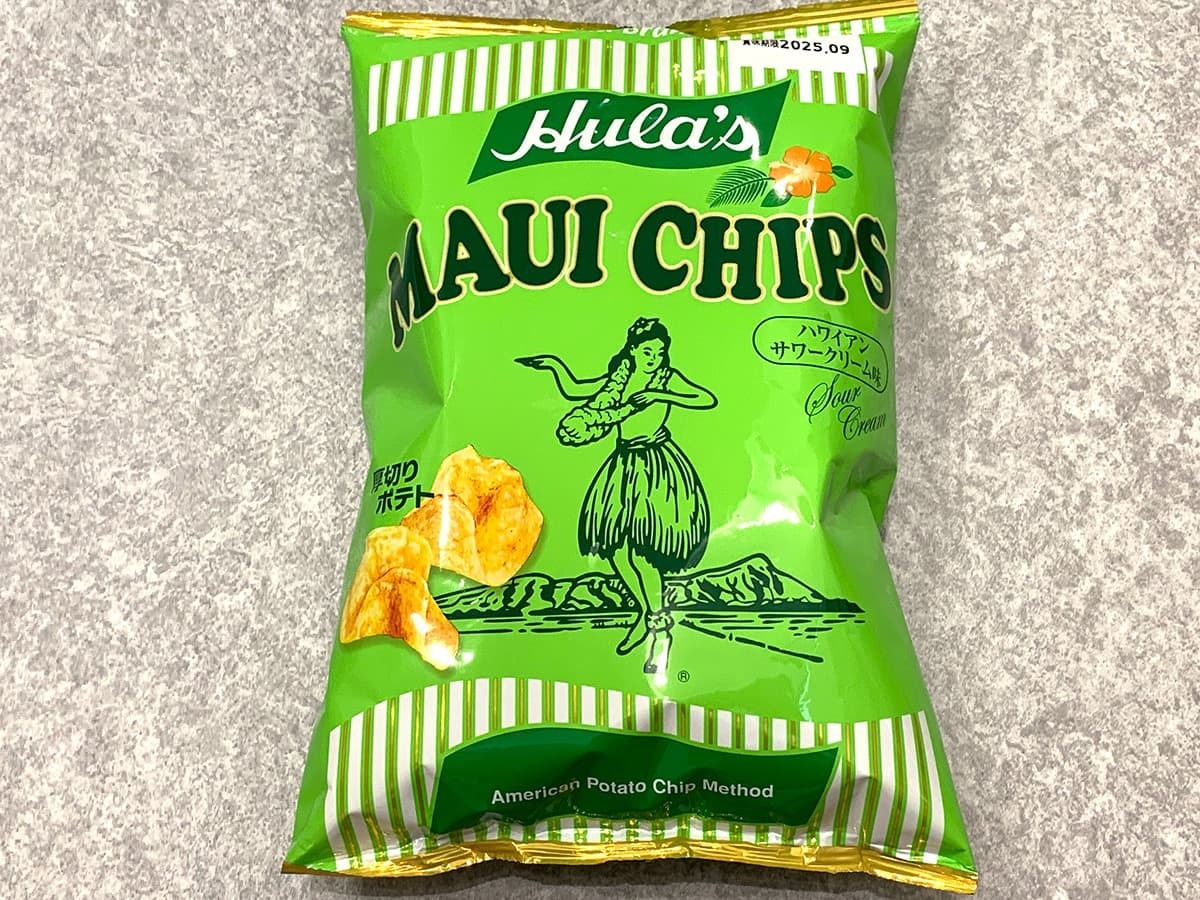 賞味期限2025.09
Hula's
MAUI CHIPS
ハワイアン
サワークリーム味
Sour
Cream
厚切り
ポテト
®
American Potato Chip Method